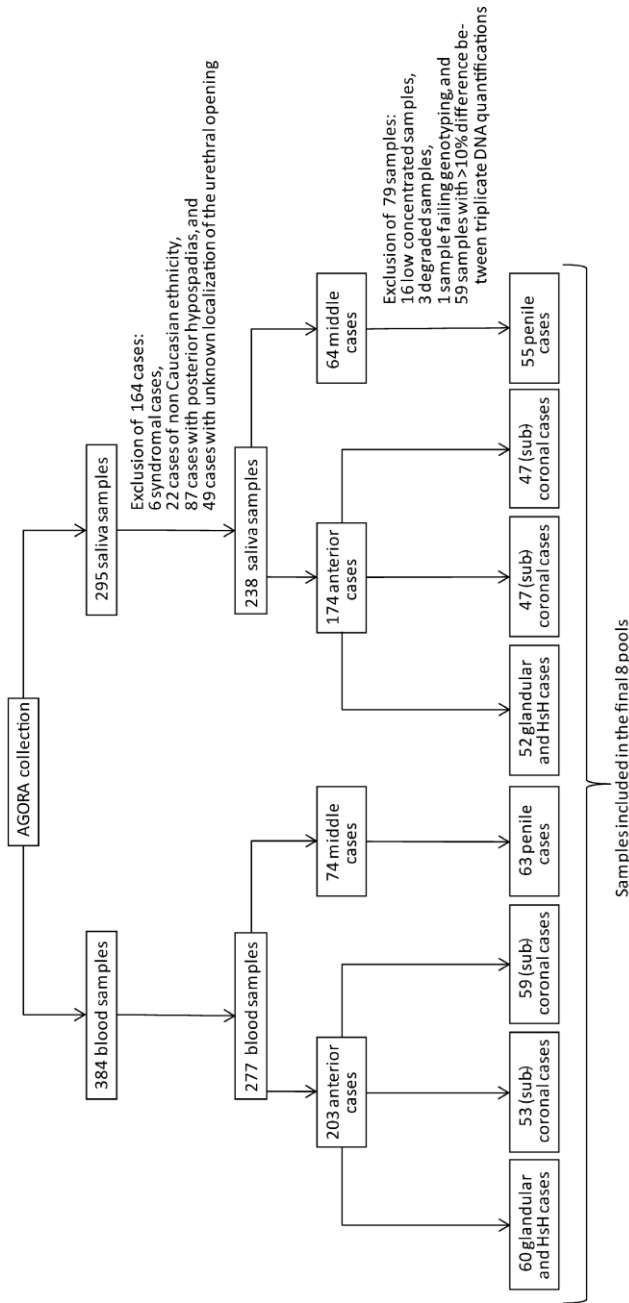 AGORA collection
384 blood samples
295 saliva samples
Exclusion of 164 cases:
6 syndromal cases,
22 cases of non Caucasian ethnicity,
87 cases with posterior hypospadias, and
49 cases with unknown localization of the urethral opening
277 blood samples
238 saliva samples
203 anterior
cases
74 middle
cases
174 anterior
cases
64 middle
cases
Exclusion of 79 samples:
16 low concentrated samples,
3 degraded samples,
1 sample failing genotyping, and
59 samples with >10% difference be-
tween triplicate DNA quantifications
60 glandular
and HsH cases
53 (sub)
coronal cases
59 (sub)
coronal cases
63 penile
cases
52 glandular
and HsH cases
47 (sub)
coronal cases
47 (sub)
coronal cases
55 penile
cases
Samples included in the final 8 pools